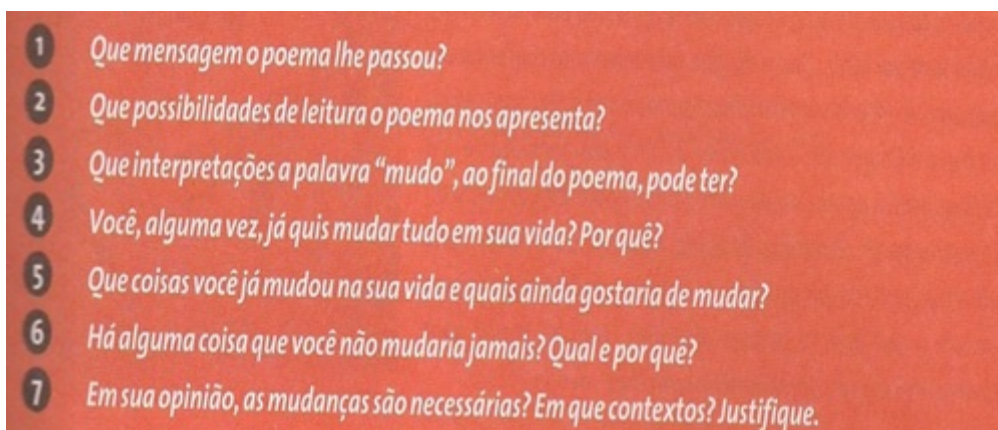 1 Que mensagem o poema lhe passou?
2 Que possibilidades de leitura o poema nos apresenta?
3 Que interpretações a palavra “mudo”, ao final do poema, pode ter?
4 Você, alguma vez, já quis mudar tudo em sua vida? Por quê?
5 Que coisas você já mudou na sua vida e quais ainda gostaria de mudar?
6 Há alguma coisa que você não mudaria jamais? Qual e por quê?
7 Em sua opinião, as mudanças são necessárias? Em que contextos? Justifique.